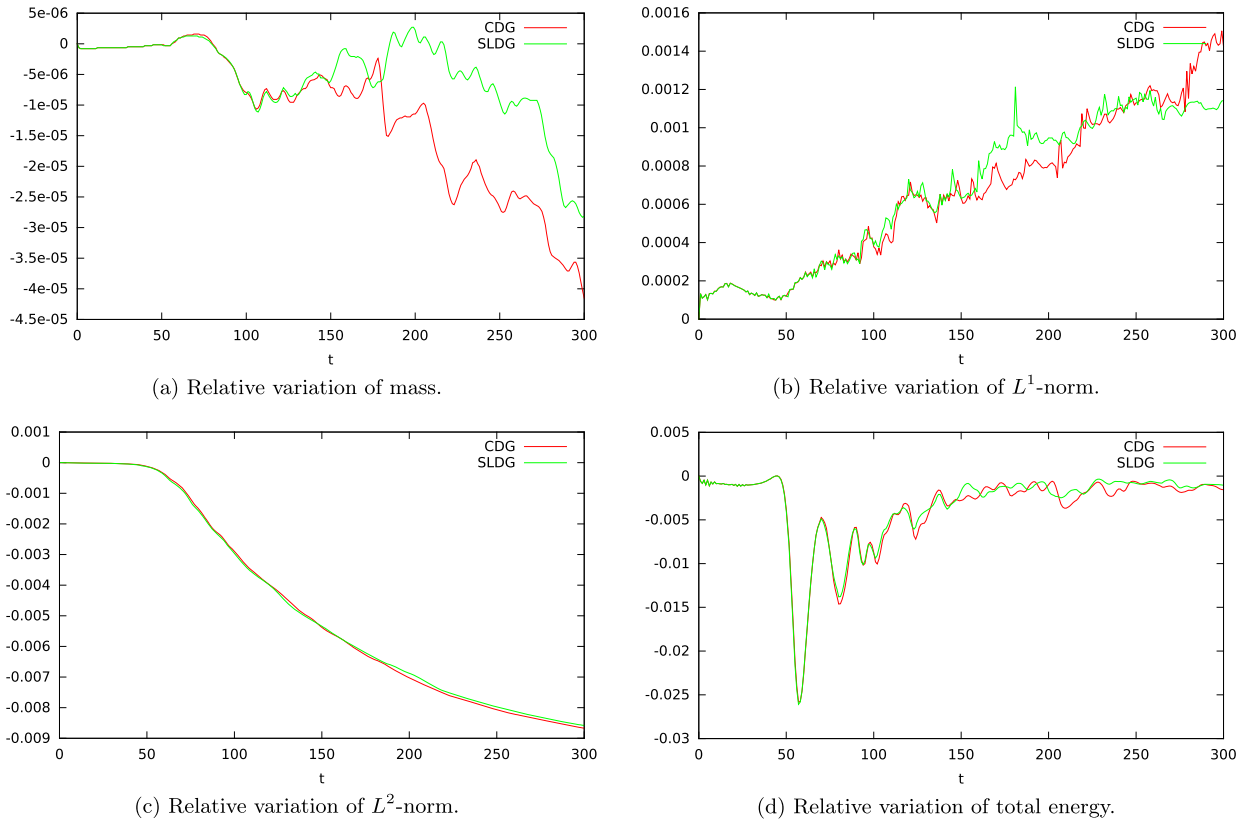 5e-06
0
-5e-06
-1e-05
-1.5e-05
-2e-05
-2.5e-05
-3e-05
-3.5e-05
-4e-05
-4.5e-05
0 50 100 150 200 250 300
t
CDG
SLDG
(a) Relative variation of mass.
0.0016
0.0014
0.0012
0.001
0.0008
0.0006
0.0004
0.0002
0
0 50 100 150 200 250 300
t
CDG
SLDG
(b) Relative variation of L¹-norm.
0.001
0
-0.001
-0.002
-0.003
-0.004
-0.005
-0.006
-0.007
-0.008
-0.009
0 50 100 150 200 250 300
t
CDG
SLDG
(c) Relative variation of L²-norm.
0.005
0
-0.005
-0.01
-0.015
-0.02
-0.025
-0.03
0 50 100 150 200 250 300
t
CDG
SLDG
(d) Relative variation of total energy.